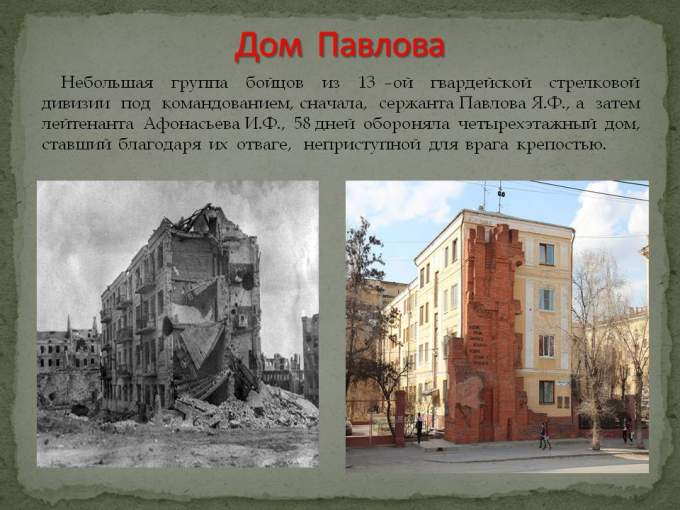 Дом Павлова
Небольшая группа бойцов из 13 –ой гвардейской стрелковой
дивизии под командованием, сначала, сержанта Павлова Я.Ф., а затем
лейтенанта Афонасьева И.Ф., 58 дней обороняла четырехэтажный дом,
ставший благодаря их отваге, неприступной для врага крепостью.